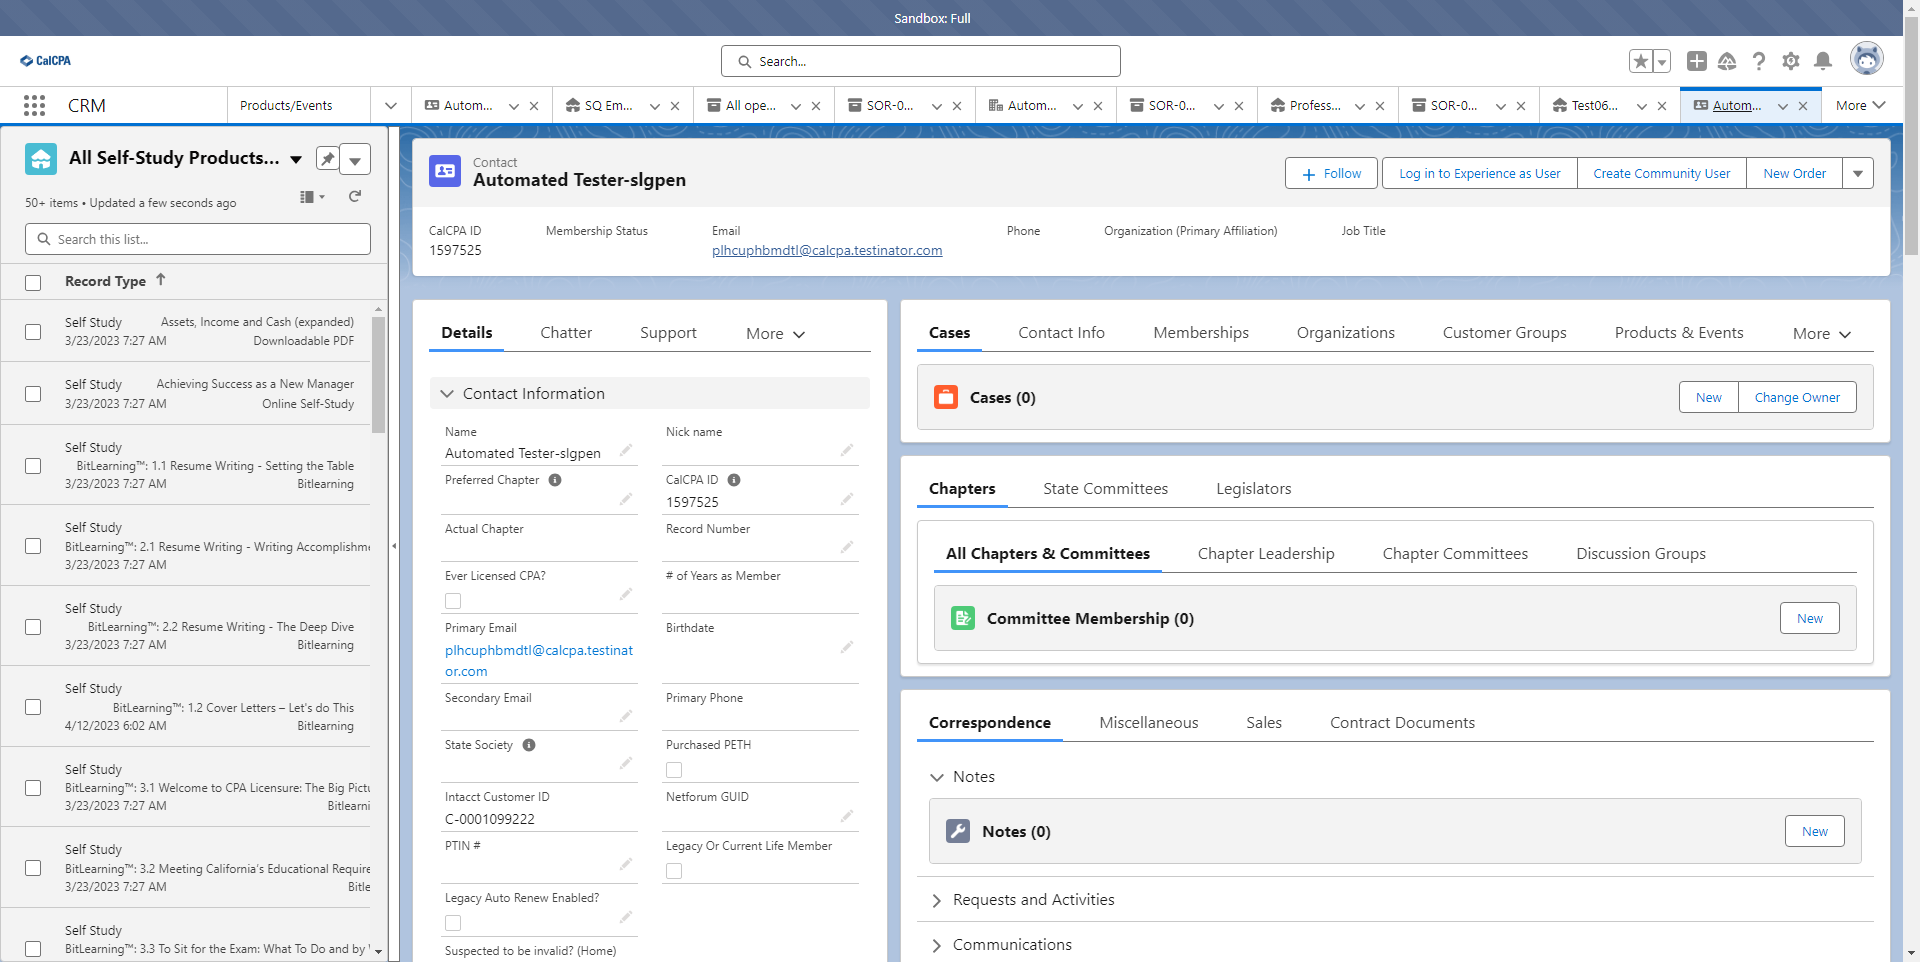 Sandbox: Full
CalCPA
Search...
CRM
Products/Events
Autom...
SQ Em...
All ope...
SOR-0...
Autom...
SOR-0...
Profess...
SOR-0...
Test06...
Autom...
More
All Self-Study Products...
50+ items • Updated a few seconds ago
Search this list...
Record Type
Self Study
Assets, Income and Cash (expanded)
3/23/2023 7:27 AM
Downloadable PDF
Self Study
Achieving Success as a New Manager
3/23/2023 7:27 AM
Online Self-Study
Self Study
BitLearning™: 1.1 Resume Writing - Setting the Table
3/23/2023 7:27 AM
Bitlearning
Self Study
BitLearning™: 2.1 Resume Writing - Writing Accomplishme
3/23/2023 7:27 AM
Self Study
BitLearning™: 2.2 Resume Writing - The Deep Dive
3/23/2023 7:27 AM
Bitlearning
Self Study
BitLearning™: 1.2 Cover Letters – Let's do This
4/12/2023 6:02 AM
Bitlearning
Self Study
BitLearning™: 3.1 Welcome to CPA Licensure: The Big Pictu
3/23/2023 7:27 AM
Bitlearni
Self Study
BitLearning™: 3.2 Meeting California's Educational Require
3/23/2023 7:27 AM
Bitle
Self Study
BitLearning™: 3.3 To Sit for the Exam: What To Do and by
Contact
Automated Tester-slgpen
Follow
Log in to Experience as User
Create Community User
New Order
CalCPA ID
1597525
Membership Status
Email
plhcuphbmdtl@calcpa.testinator.com
Phone
Organization (Primary Affiliation)
Job Title
Details
Chatter
Support
More
Contact Information
Name
Automated Tester-slgpen
Nick name
Preferred Chapter
CalCPA ID
1597525
Actual Chapter
Record Number
Ever Licensed CPA?
# of Years as Member
Primary Email
plhcuphbmdtl@calcpa.testinat
or.com
Birthdate
Secondary Email
Primary Phone
State Society
Purchased PETH
Intacct Customer ID
C-0001099222
Netforum GUID
PTIN #
Legacy Or Current Life Member
Legacy Auto Renew Enabled?
Suspected to be invalid? (Home)
Cases
Contact Info
Memberships
Organizations
Customer Groups
Products & Events
More
Cases (0)
New
Change Owner
Chapters
State Committees
Legislators
All Chapters & Committees
Chapter Leadership
Chapter Committees
Discussion Groups
Committee Membership (0)
New
Correspondence
Miscellaneous
Sales
Contract Documents
Notes
Notes (0)
New
Requests and Activities
Communications